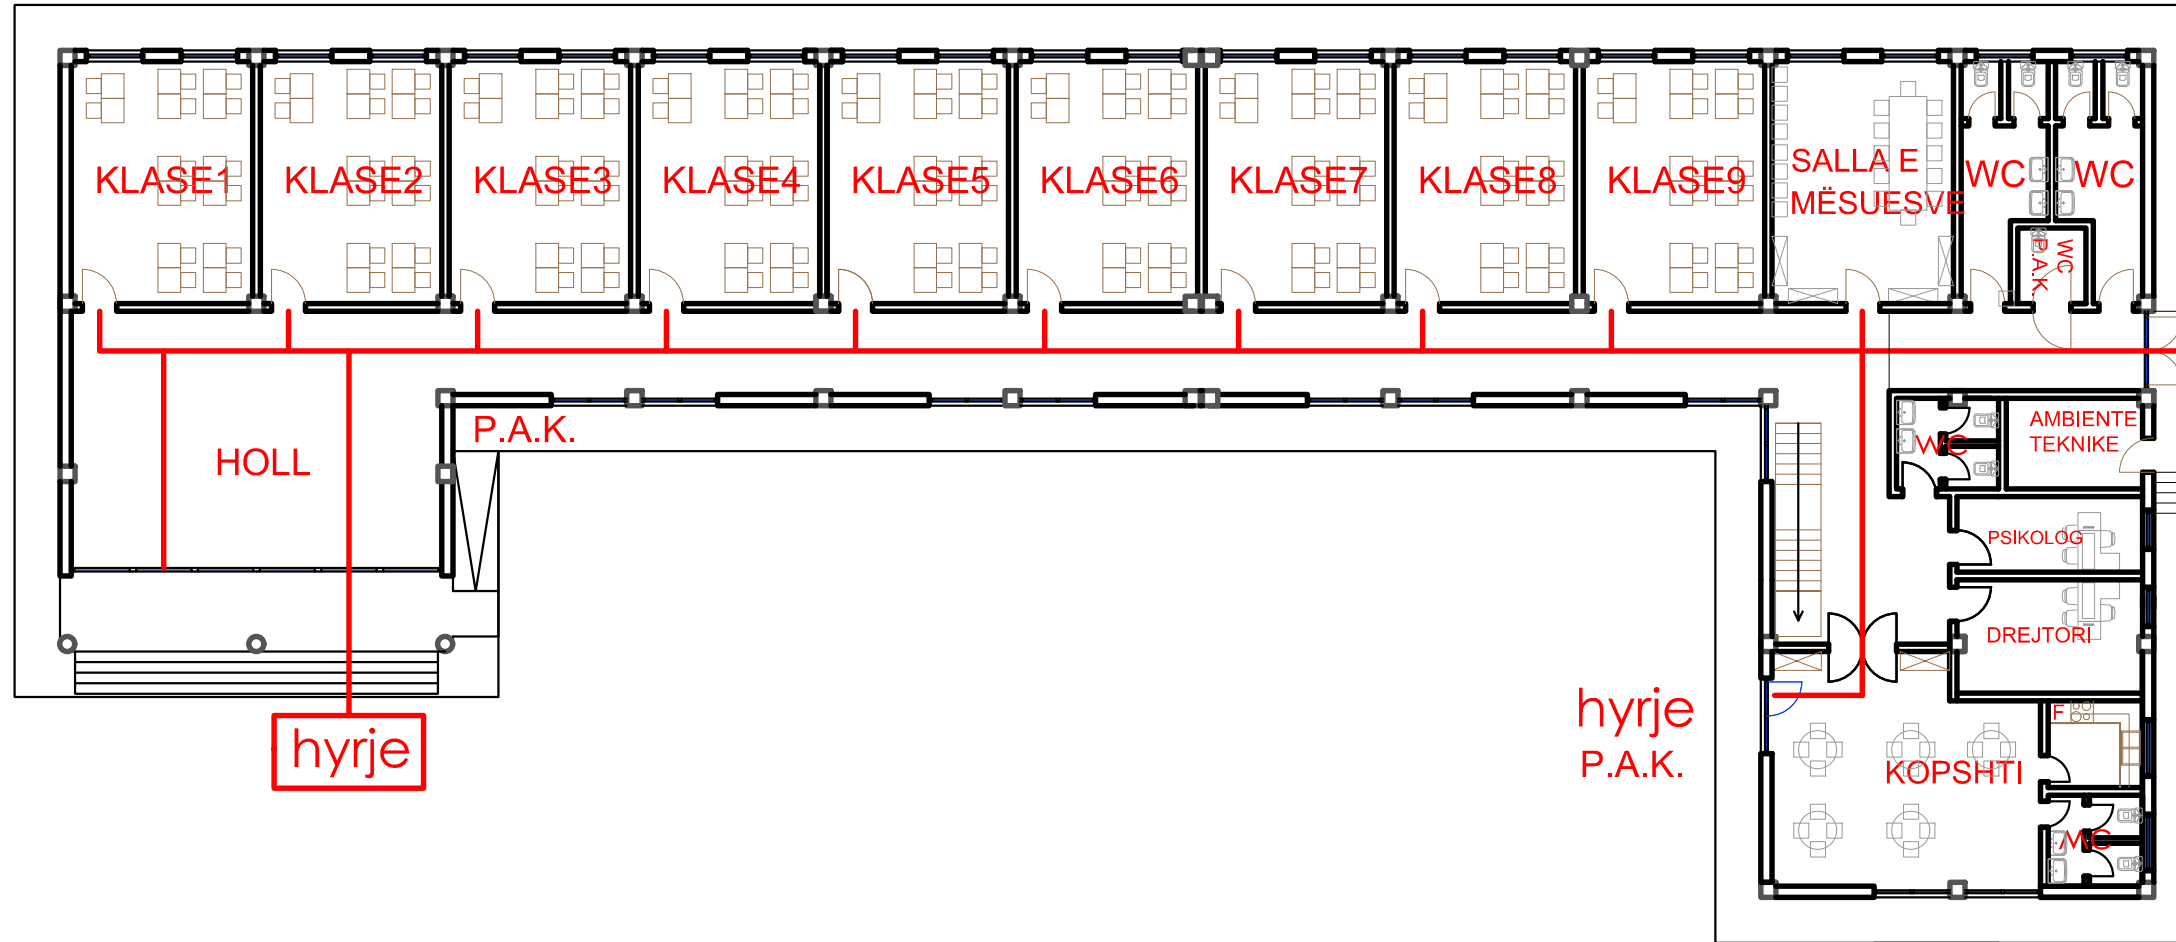 KLASE1
KLASE2
KLASE3
KLASE4
KLASE5
KLASE6
KLASE7
KLASE8
KLASE9
SALLA E
MËSUESVE
WC
WC
WC
P.A.K.
P.A.K.
HOLL
WC
AMBIENTE
TEKNIKE
PSIKOLOG
DREJTORI
hyrje
hyrje
P.A.K.
F
KOPSHTI
WC